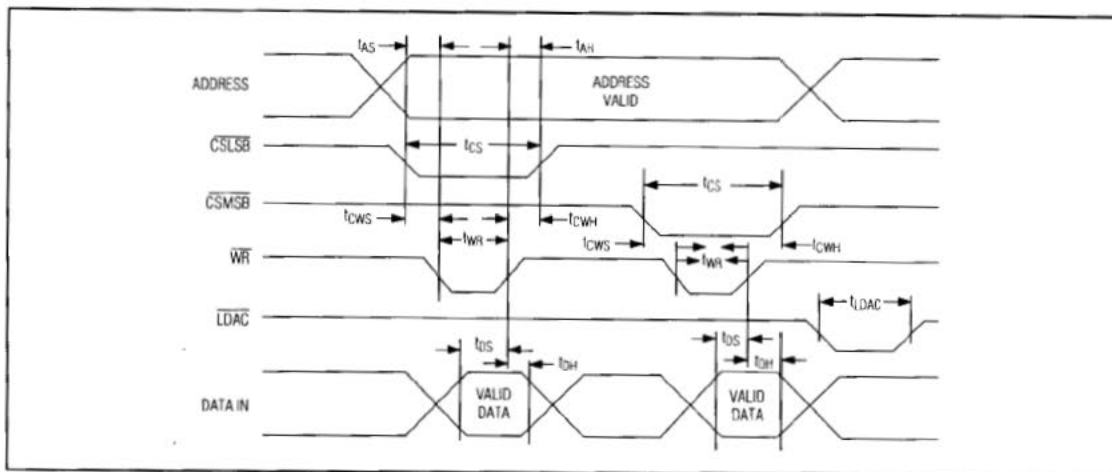 tAS tAH
ADDRESS ADDRESS
VALID
CSLSB tCS
tCS
CSMSB
tCWS tCWH
tWR tCWS tCWH
WR tWR
LDAC tLDAC
tDS tDS
tDH tDH
DATA IN VALID
DATA VALID
DATA